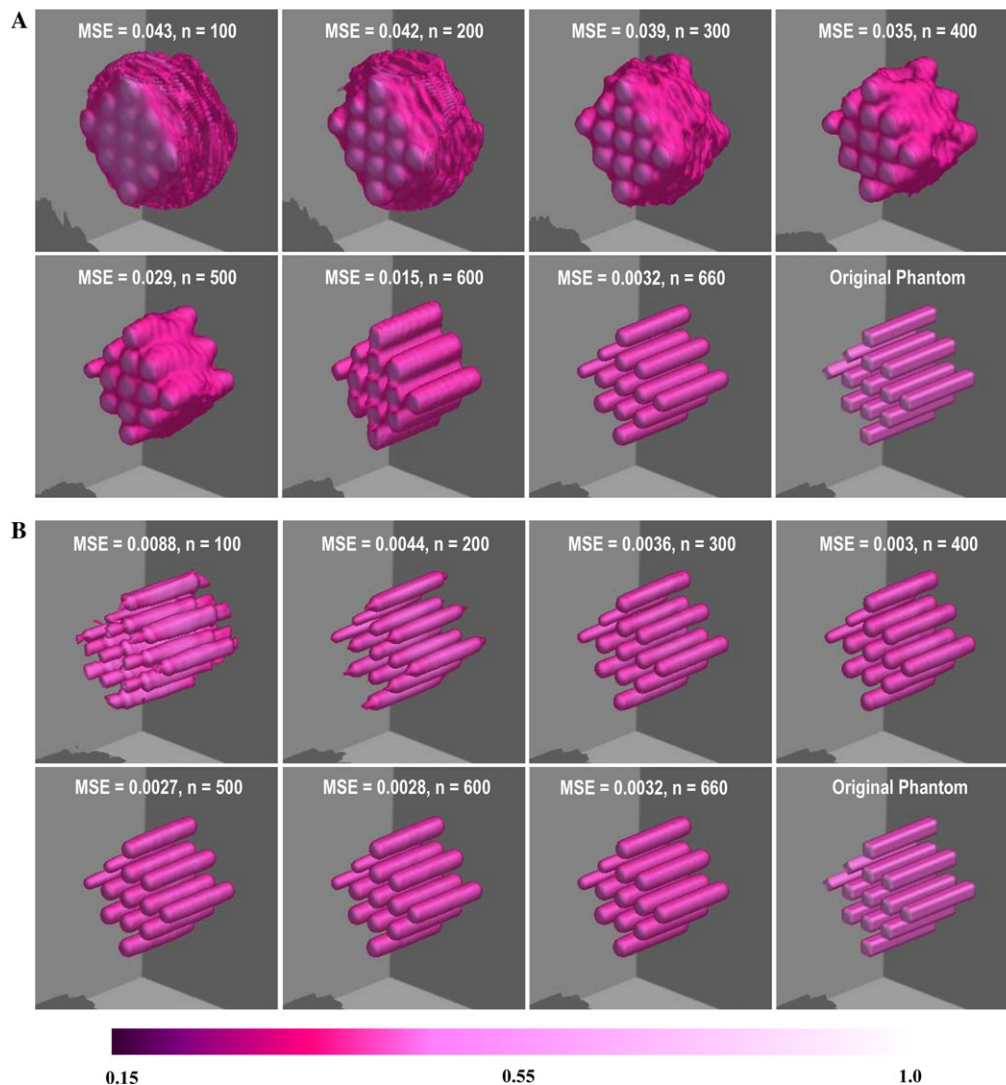 A
MSE = 0.043, n = 100
MSE = 0.042, n = 200
MSE = 0.039, n = 300
MSE = 0.035, n = 400
MSE = 0.029, n = 500
MSE = 0.015, n = 600
MSE = 0.0032, n = 660
Original Phantom
B
MSE = 0.0088, n = 100
MSE = 0.0044, n = 200
MSE = 0.0036, n = 300
MSE = 0.003, n = 400
MSE = 0.0027, n = 500
MSE = 0.0028, n = 600
MSE = 0.0032, n = 660
Original Phantom
0.15
0.55
1.0